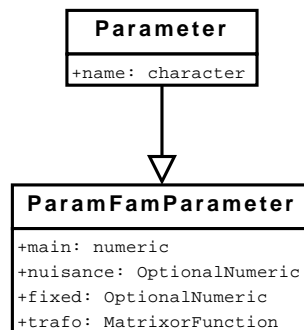 Parameter
+name: character
ParamFamParameter
+main: numeric
+nuisance: OptionalNumeric
+fixed: OptionalNumeric
+trafo: MatrixorFunction